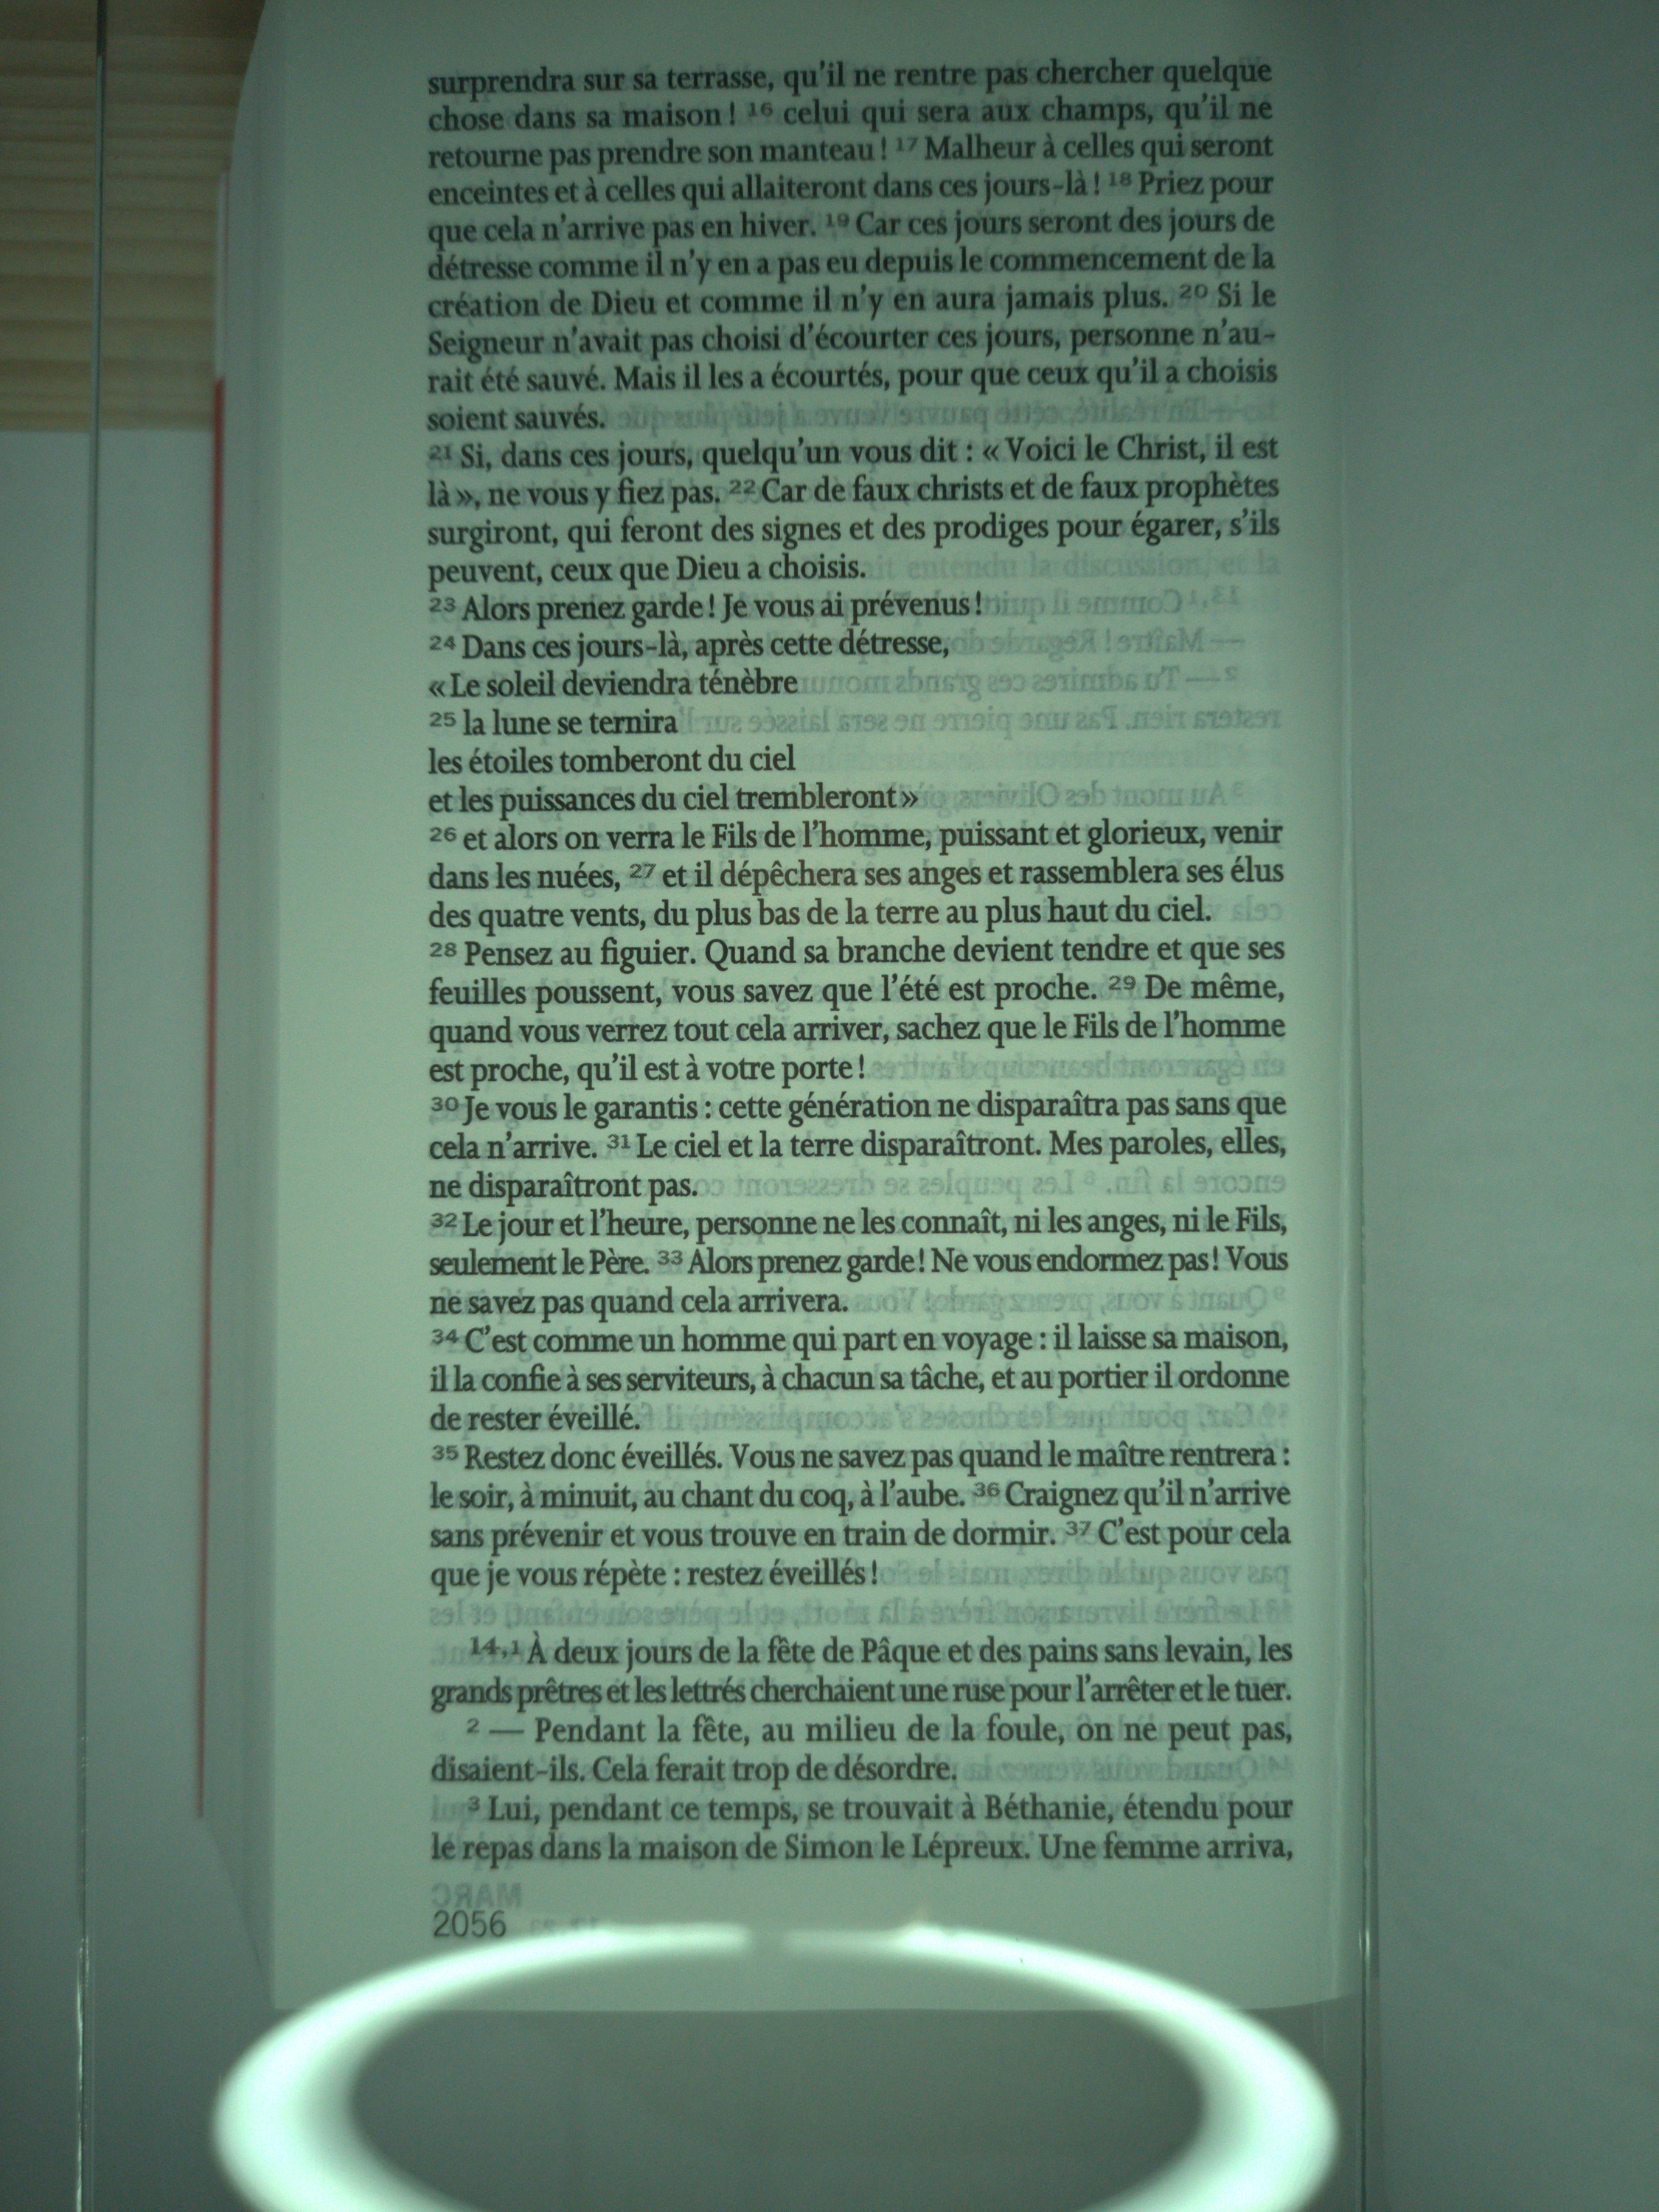 surprendra sur sa terrasse, qu'il ne rentre pas chercher quelque
chose dans sa maison ! 16 celui qui sera aux champs, qu'il ne
retourne pas prendre son manteau ! 17 Malheur à celles qui seront
enceintes et à celles qui allaiteront dans ces jours-là ! 18 Priez pour
que cela n'arrive pas en hiver. 19 Car ces jours seront des jours de
détresse comme il n'y en a pas eu depuis le commencement de la
création de Dieu et comme il n'y en aura jamais plus. 20 Si le
Seigneur n'avait pas choisi d'écourter ces jours, personne n'au-
rait été sauvé. Mais il les a écourtés, pour que ceux qu'il a choisis
soient sauvés.
21 Si, dans ces jours, quelqu'un vous dit : « Voici le Christ, il est
là », ne vous y fiez pas. 22 Car de faux christs et de faux prophètes
surgiront, qui feront des signes et des prodiges pour égarer, s'ils
peuvent, ceux que Dieu a choisis.
23 Alors prenez garde ! Je vous ai prévenus !
24 Dans ces jours-là, après cette détresse,
« Le soleil deviendra ténèbre
25 la lune se ternira
les étoiles tomberont du ciel
et les puissances du ciel trembleront »
26 et alors on verra le Fils de l'homme, puissant et glorieux, venir
dans les nuées, 27 et il dépêchera ses anges et rassemblera ses élus
des quatre vents, du plus bas de la terre au plus haut du ciel.
28 Pensez au figuier. Quand sa branche devient tendre et que ses
feuilles poussent, vous savez que l'été est proche. 29 De même,
quand vous verrez tout cela arriver, sachez que le Fils de l'homme
est proche, qu'il est à votre porte !
30 Je vous le garantis : cette génération ne disparaîtra pas sans que
cela n'arrive. 31 Le ciel et la terre disparaîtront. Mes paroles, elles,
ne disparaîtront pas.
32 Le jour et l'heure, personne ne les connaît, ni les anges, ni le Fils,
seulement le Père. 33 Alors prenez garde ! Ne vous endormez pas ! Vous
ne savez pas quand cela arrivera.
34 C'est comme un homme qui part en voyage : il laisse sa maison,
il la confie à ses serviteurs, à chacun sa tâche, et au portier il ordonne
de rester éveillé.
35 Restez donc éveillés. Vous ne savez pas quand le maître rentrera :
le soir, à minuit, au chant du coq, à l'aube. 36 Craignez qu'il n'arrive
sans prévenir et vous trouve en train de dormir. 37 C'est pour cela
que je vous répète : restez éveillés !
14,1 À deux jours de la fête de Pâque et des pains sans levain, les
grands prêtres et les lettrés cherchaient une ruse pour l'arrêter et le tuer.
2 — Pendant la fête, au milieu de la foule, on ne peut pas,
disaient-ils. Cela ferait trop de désordre.
3 Lui, pendant ce temps, se trouvait à Béthanie, étendu pour
le repas dans la maison de Simon le Lépreux. Une femme arriva,
2056